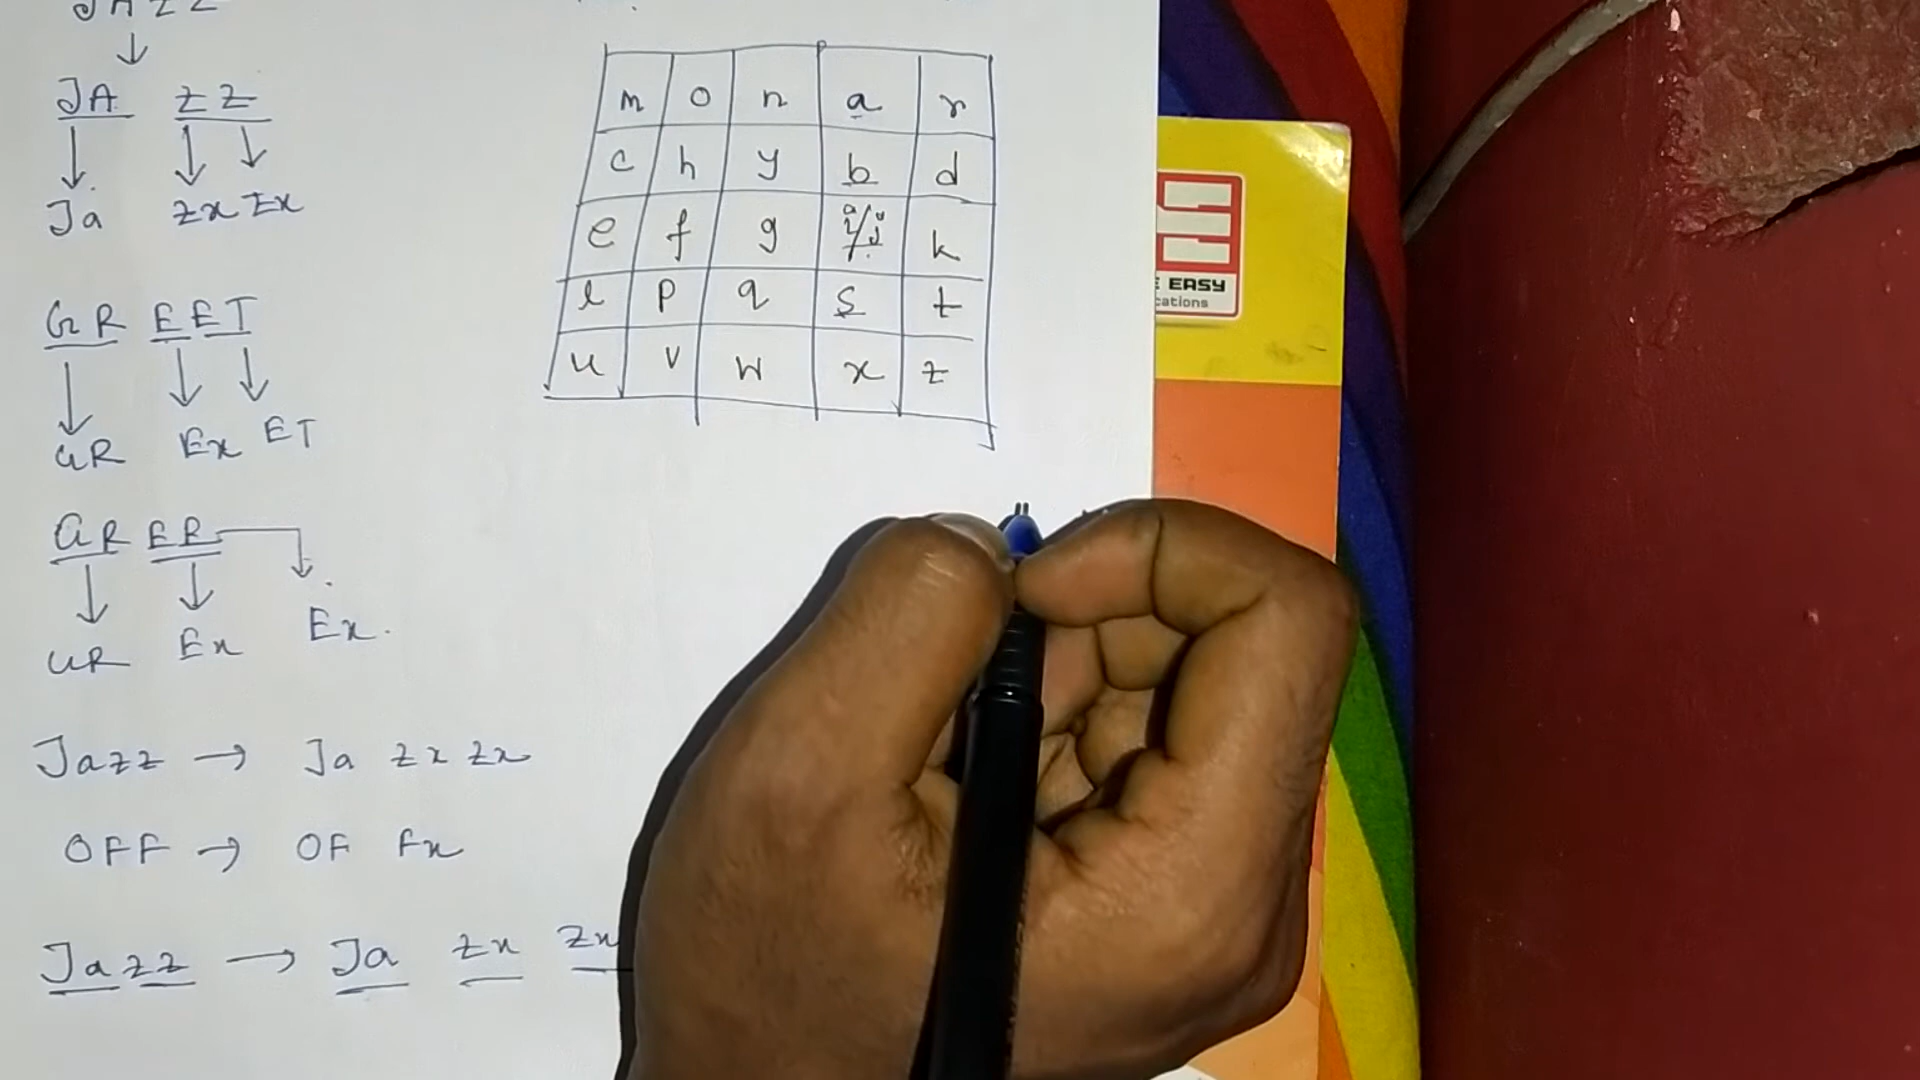 JAZZ
JA ZZ
Ja zx zx
GR EET
GR Ex ET
GR ER
GR Ex Ex.
Jazz → Ja zx zx
OFF → OF Fx
Jazz → Ja zx zx
m o n a r
c h y b d
e f g i/j k
l p q s t
u v w x z
EASY
cations